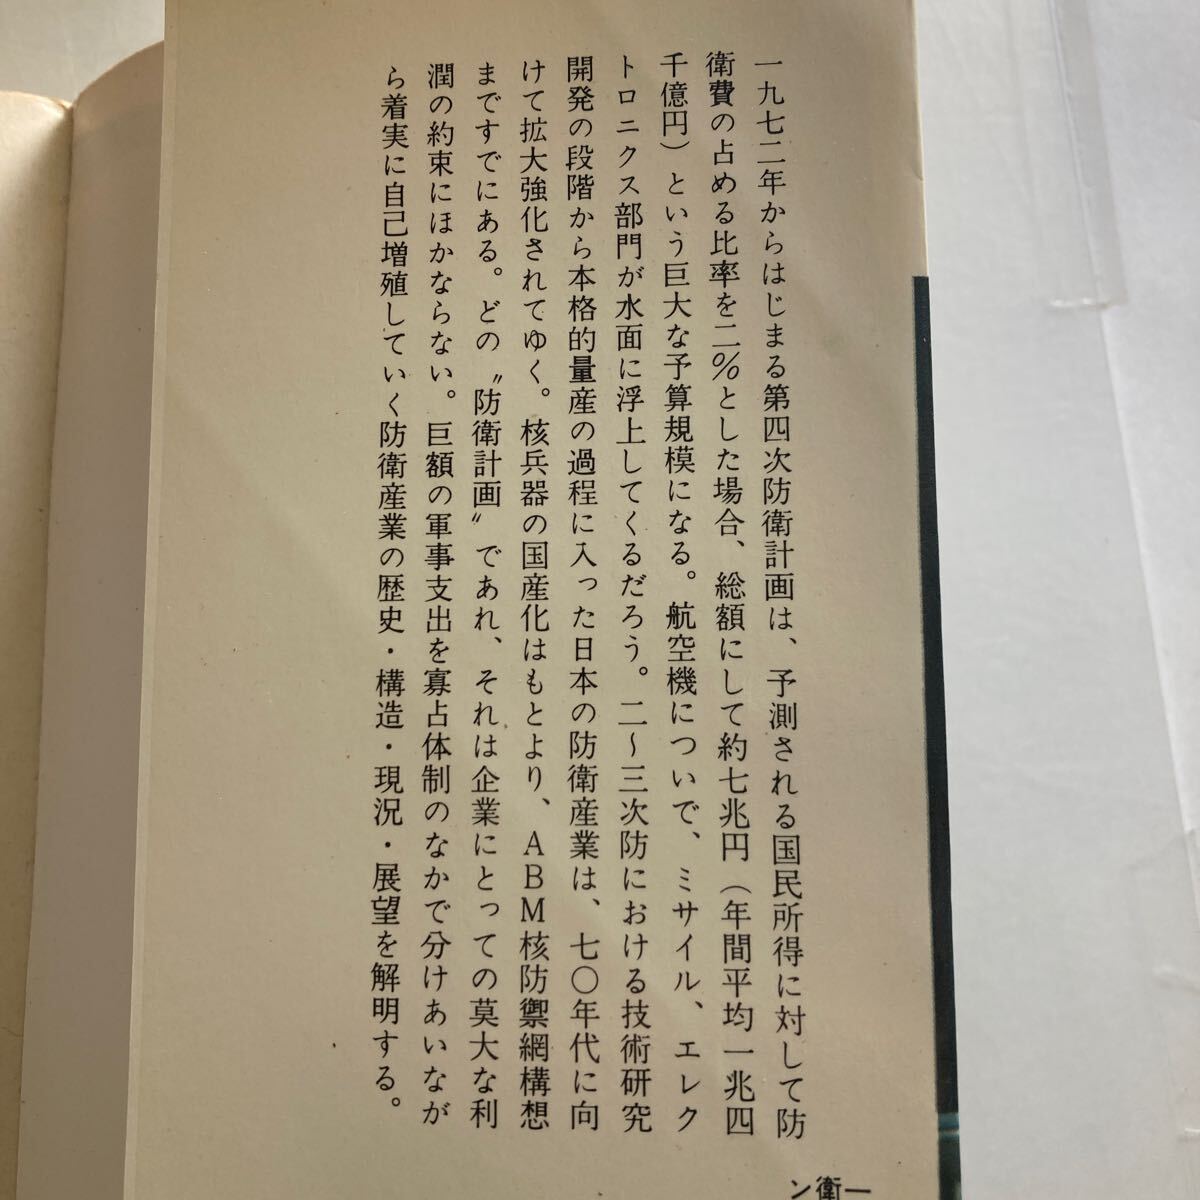 一九七二年からはじまる第四次防衛計画は、予測される国民所得に対して防
衛費の占める比率を二％とした場合、総額にして約七兆円（年間平均一兆四
千億円）という巨大な予算規模になる。航空機についで、ミサイル、エレク
トロニクス部門が水面に浮上してくるだろう。二～三次防における技術研究
開発の段階から本格的量産の過程に入った日本の防衛産業は、七〇年代に向
けて拡大強化されてゆく。核兵器の国産化はもとより、ＡＢＭ核防禦網構想
まですでにある。どの〝防衛計画〟であれ、それは企業にとっての莫大な利
潤の約束にほかならない。巨額の軍事支出を寡占体制のなかで分けあいなが
ら着実に自己増殖していく防衛産業の歴史・構造・現況・展望を解明する。